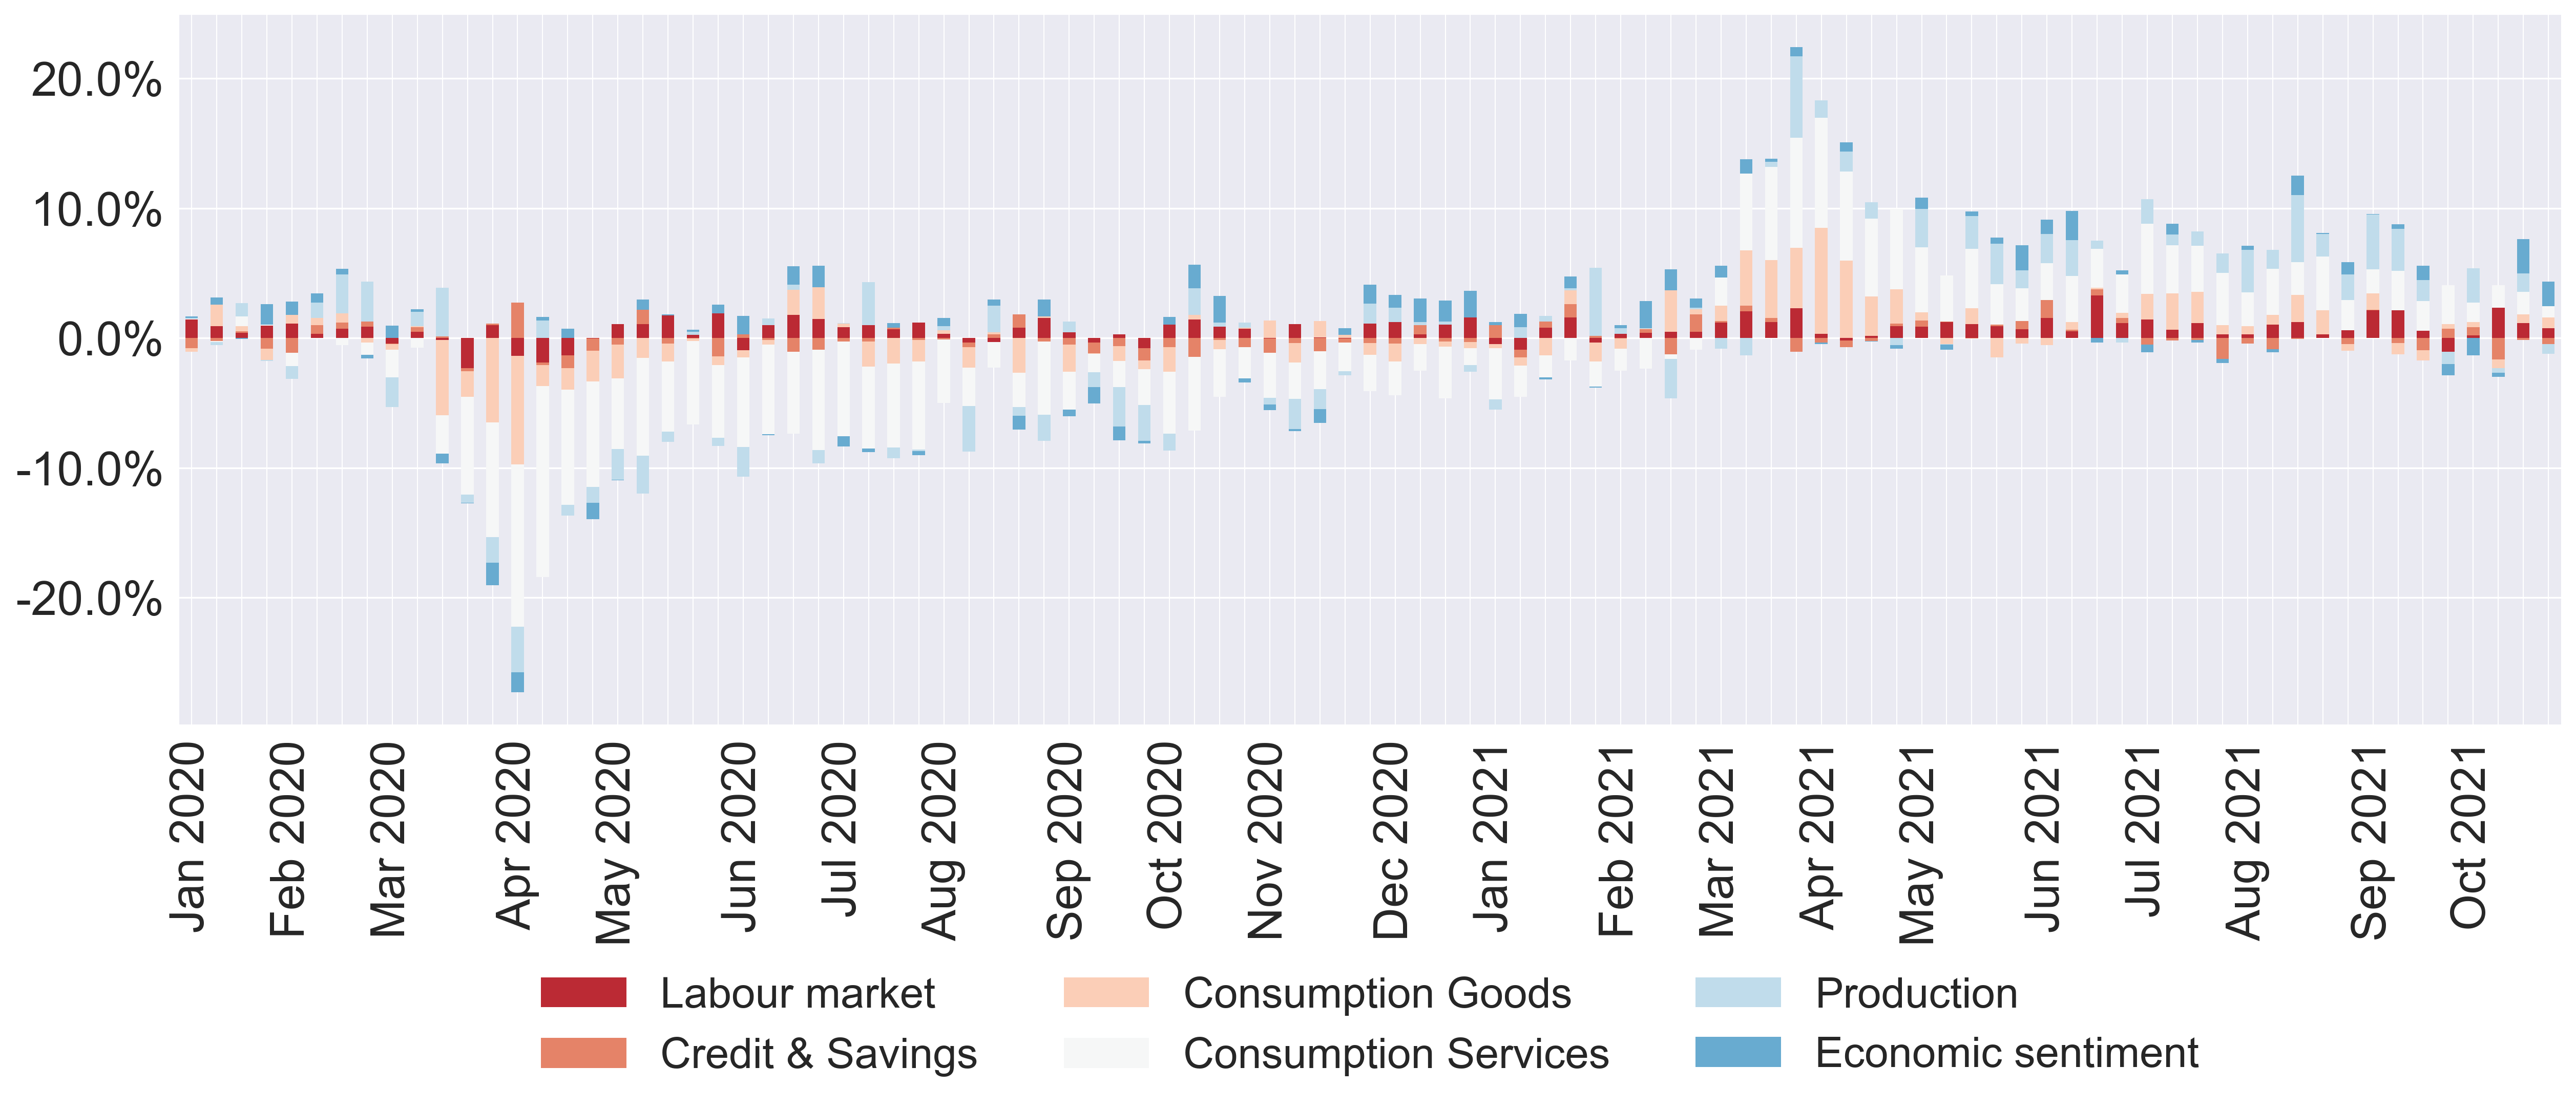 20.0%
10.0%
0.0%
-10.0%
-20.0%
Jan 2020
Feb 2020
Mar 2020
Apr 2020
May 2020
Jun 2020
Jul 2020
Aug 2020
Sep 2020
Oct 2020
Nov 2020
Dec 2020
Jan 2021
Feb 2021
Mar 2021
Apr 2021
May 2021
Jun 2021
Jul 2021
Aug 2021
Sep 2021
Oct 2021
Labour market
Consumption Goods
Production
Credit & Savings
Consumption Services
Economic sentiment